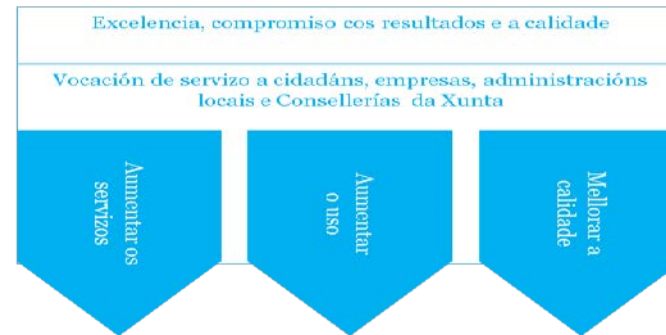 Excelencia, compromiso cos resultados e a calidade
Vocación de servizo a cidadáns, empresas, administracións
locais e Consellerías da Xunta
Aumentar os
servizos
Aumentar
o uso
Mellorar a
calidade